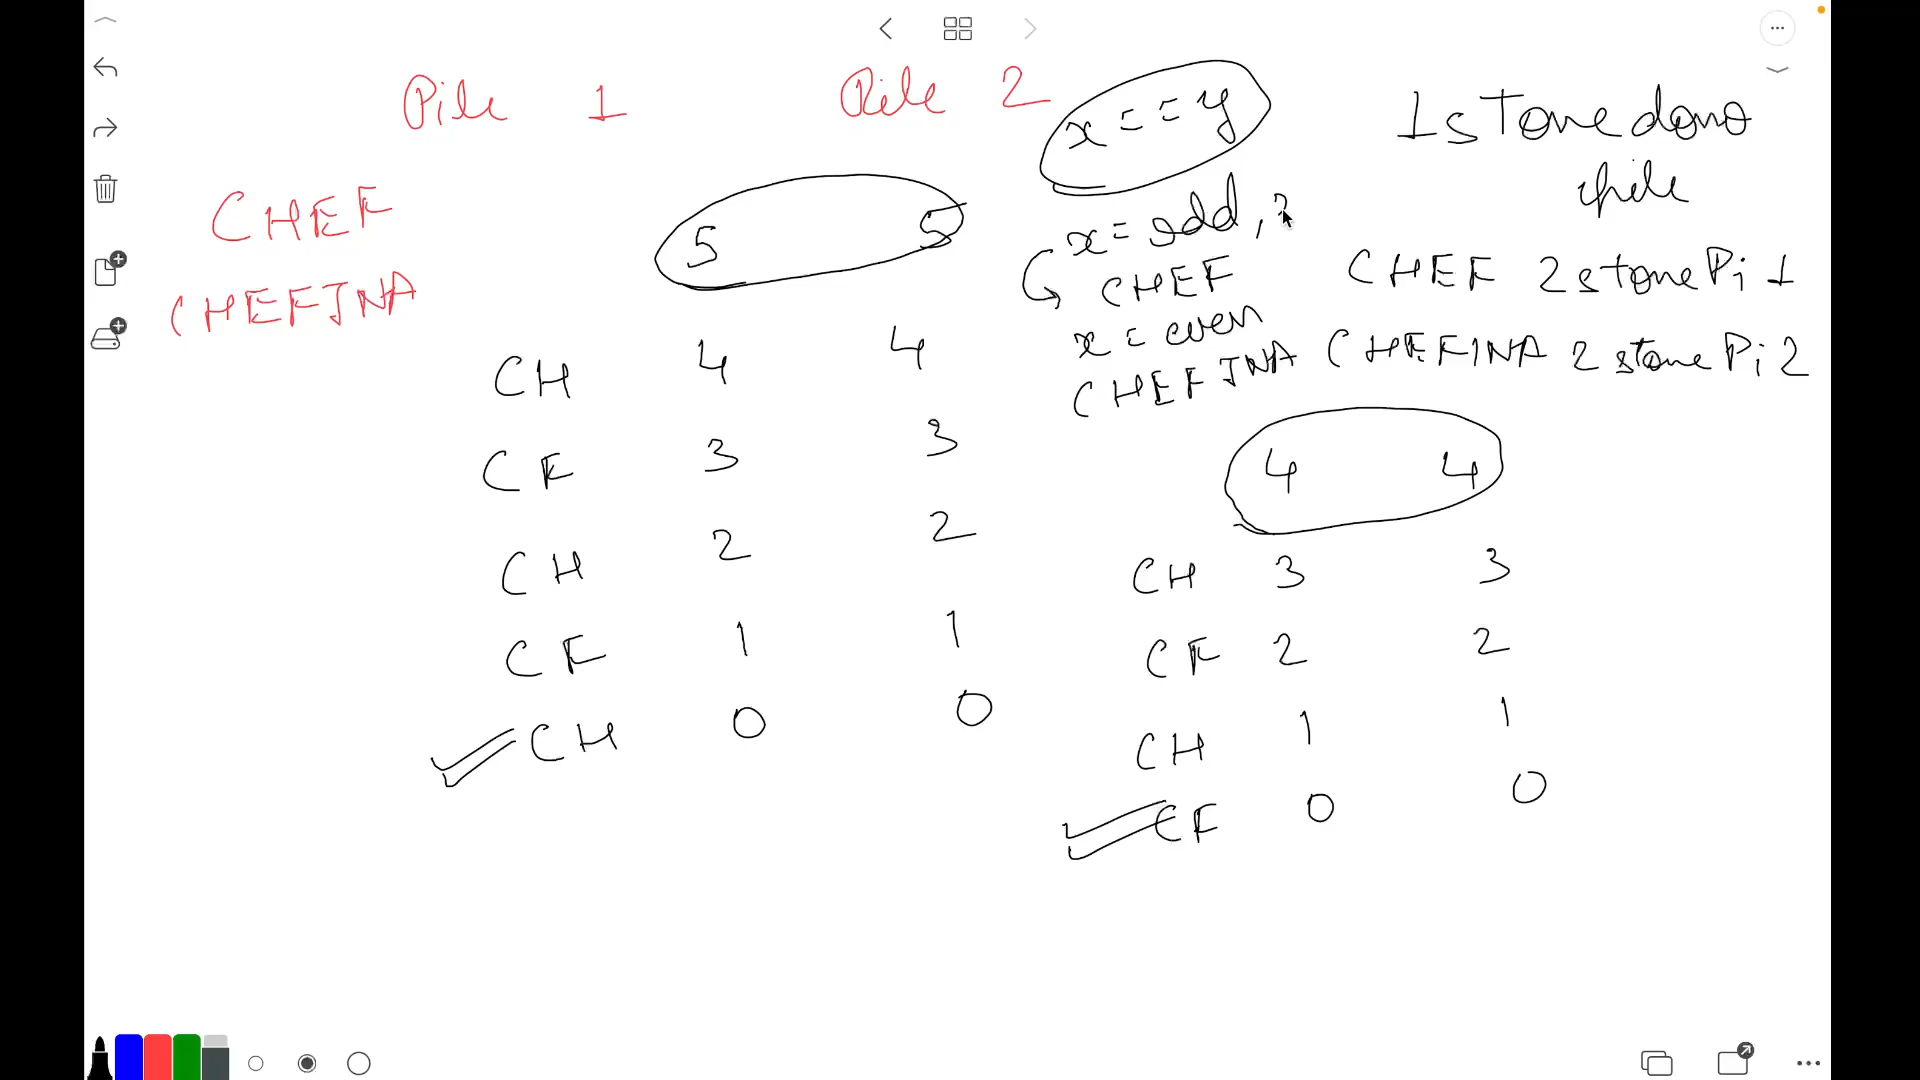 Pile 1 Pile 2
x==y
1 stone dono
pile
CHEF
x = odd,
CHEF
CHEFINA
x = even
CHEFINA
CHEF 2 stone Pi 1
CHEFINA 2 stone Pi 2
5 5
CH 4 4
CF 3 3
CH 2 2
CF 1 1
CH 0 0
4 4
CH 3 3
CF 2 2
CH 1 1
CF 0 0